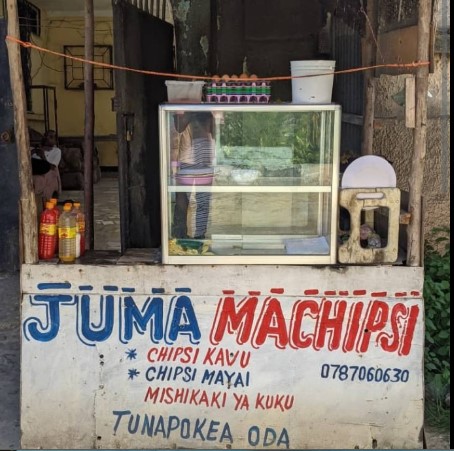 JUMA MACHIPSI
* CHIPSI KAVU
* CHIPSI MAYAI
0787060630
MISHIKAKI YA KUKU
TUNAPOKEA ODA